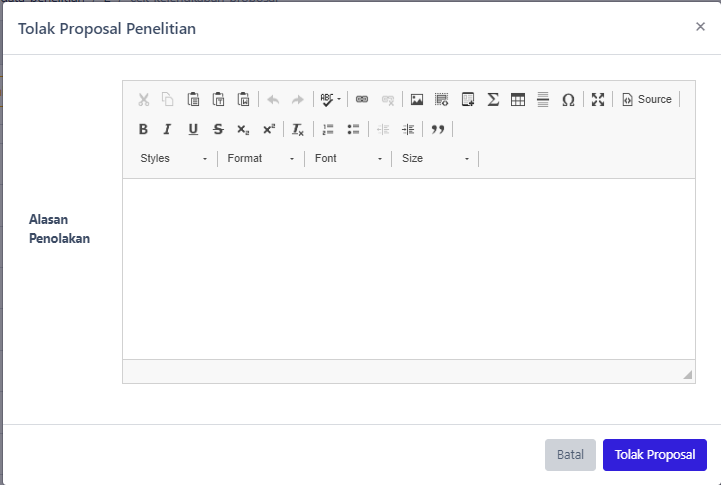 Tolak Proposal Penelitian
Source
Styles Format Font Size
Alasan
Penolakan
Batal Tolak Proposal